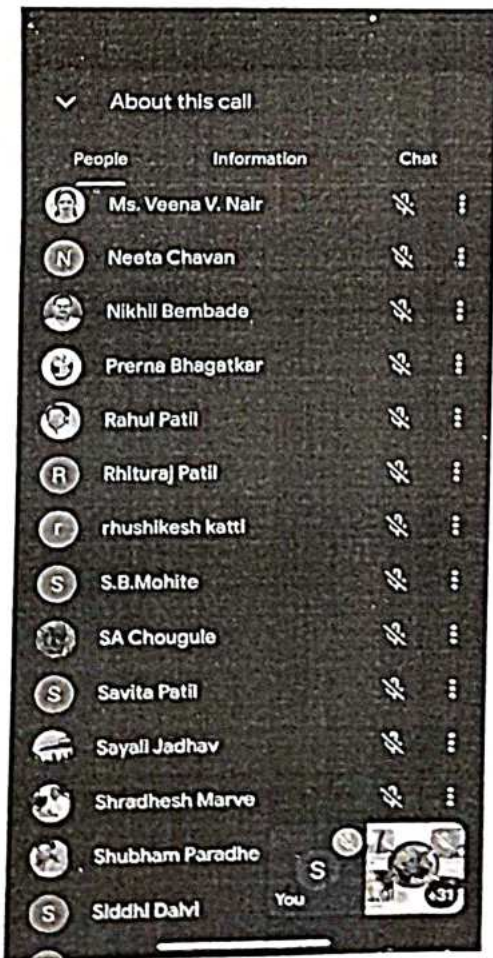 About this call
People Information Chat
Ms. Veena V. Nair
N Neeta Chavan
Nikhil Bembade
Prerna Bhagatkar
Rahul Patil
R Rhituraj Patil
r rhushikesh katti
S S.B.Mohite
SA Chougule
S Savita Patil
Sayali Jadhav
Shradhesh Marve
Shubham Paradhe
S
You
+31
S Siddhi Dalvi